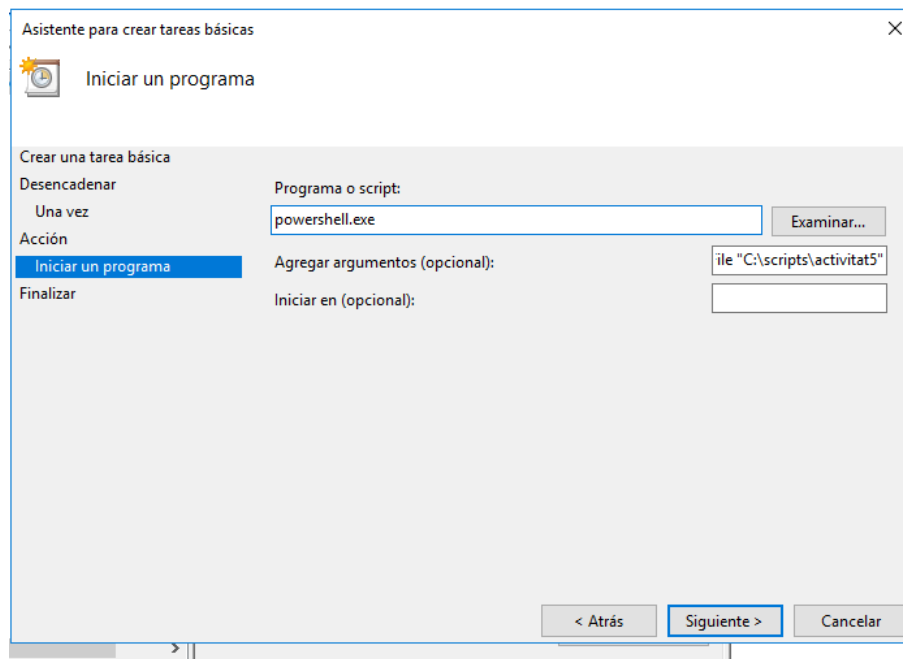 Asistente para crear tareas básicas
Iniciar un programa
Crear una tarea básica
Desencadenar
Una vez
Acción
Iniciar un programa
Finalizar
Programa o script:
powershell.exe
Examinar...
Agregar argumentos (opcional):
ile "C:\scripts\activitat5"
Iniciar en (opcional):
< Atrás
Siguiente >
Cancelar